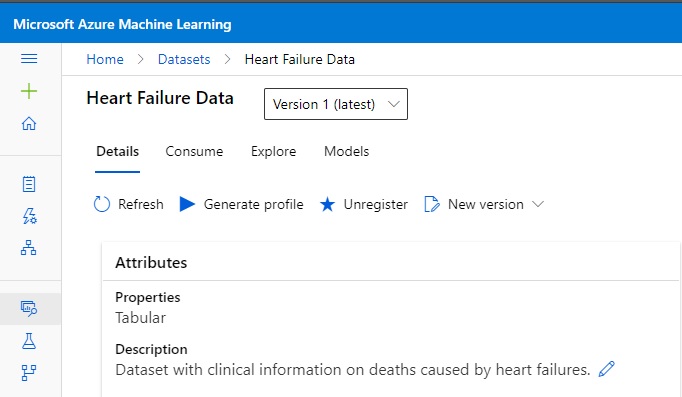 Microsoft Azure Machine Learning
Home > Datasets > Heart Failure Data
Heart Failure Data Version 1 (latest)
Details Consume Explore Models
Refresh Generate profile Unregister New version
Attributes
Properties
Tabular
Description
Dataset with clinical information on deaths caused by heart failures.